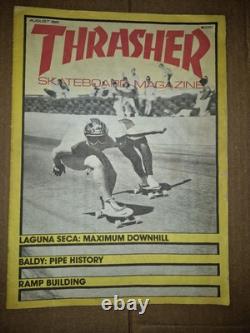 AUGUST 1981
THRASHER
SKATEBOARD MAGAZINE
LAGUNA SECA: MAXIMUM DOWNHILL
BALDY: PIPE HISTORY
RAMP BUILDING